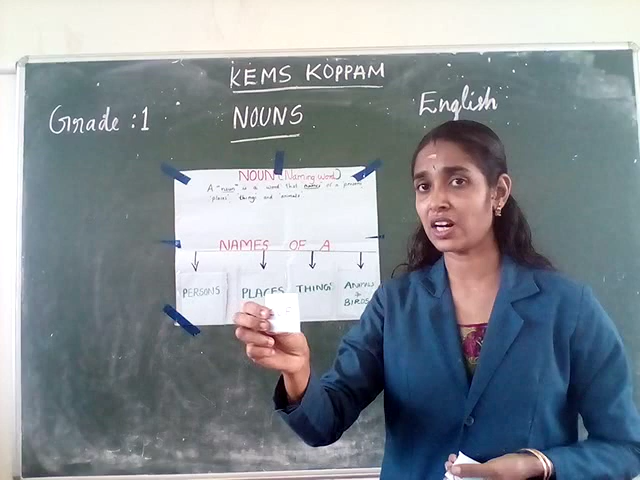 KEMS KOPPAM
Grade :1
NOUNS
English
NOUN (Naming Word)
A "noun" is a word that names of a person
"place" things and animals
NAMES OF A
PERSONS
PLACES
THINGS
ANIMALS
+
BIRDS